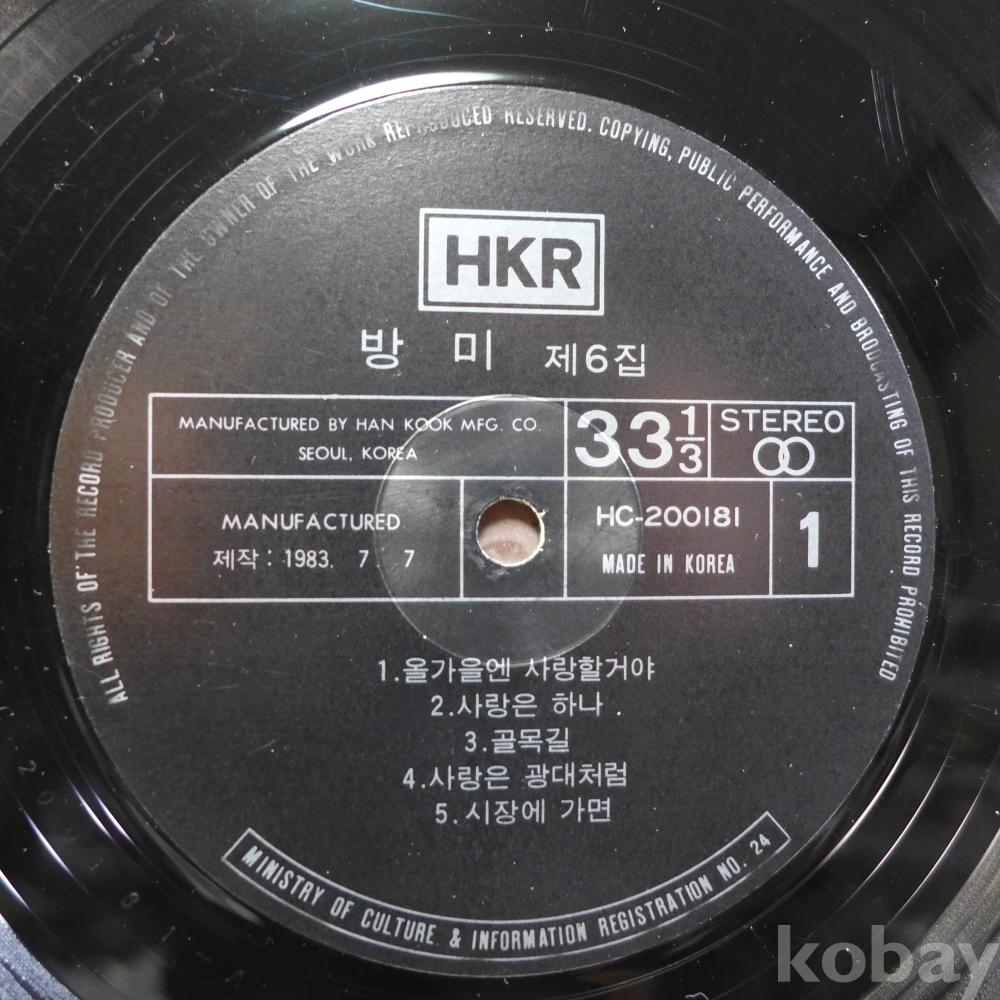 ALL RIGHTS OF THE RECORD PRODUCER AND OF THE OWNER OF THE WORK REPRODUCED RESERVED. COPYING, PUBLIC PERFORMANCE AND BRODCASTING OF THIS RECORD PROHIBITED
HKR
방 미 제6집
MANUFACTURED BY HAN KOOK MFG. CO.
SEOUL, KOREA
33 1/3
STEREO
MANUFACTURED
제작 : 1983. 7. 7
HC-200181
MADE IN KOREA
1
1.올가을엔 사랑할거야
2.사랑은 하나.
3.골목길
4.사랑은 광대처럼
5.시장에 가면
MINISTRY OF CULTURE & INFORMATION REGISTRATION NO. 24
kobay